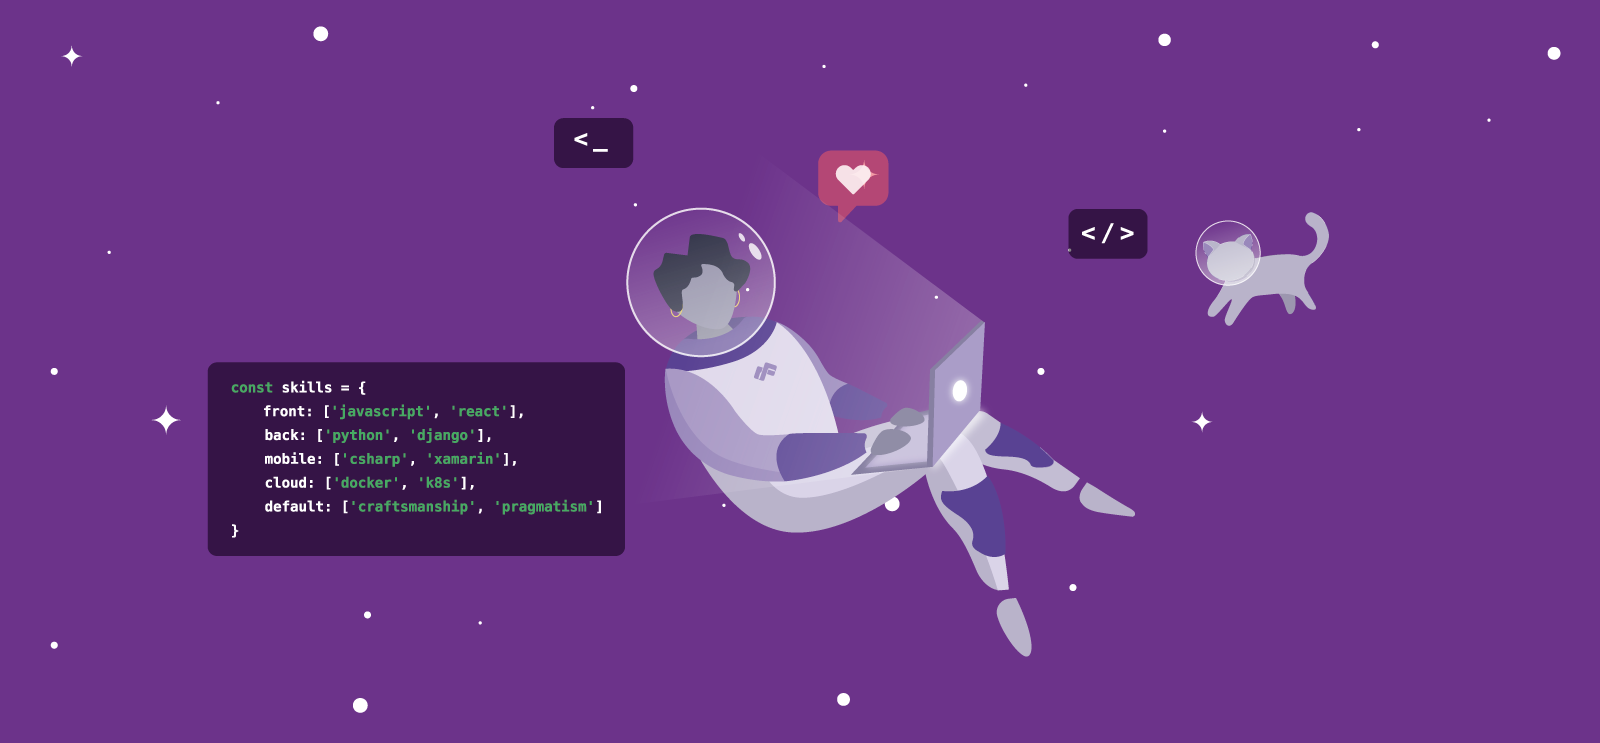 <_
</>
const skills = {
front: ['javascript', 'react'],
back: ['python', 'django'],
mobile: ['csharp', 'xamarin'],
cloud: ['docker', 'k8s'],
default: ['craftsmanship', 'pragmatism']
}